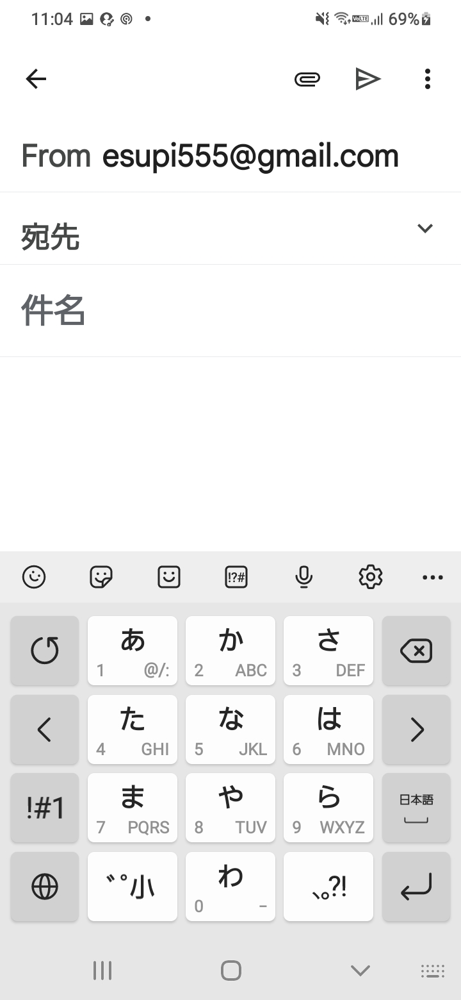 11:04 VoLTE 69%
From esupi555@gmail.com
宛先
件名
!?#
あ か さ
1 @/: 2 ABC 3 DEF
た な は
4 GHI 5 JKL 6 MNO
!#1 ま や ら 日本語
7 PQRS 8 TUV 9 WXYZ
゛゜小 わ 、。?!
0 −